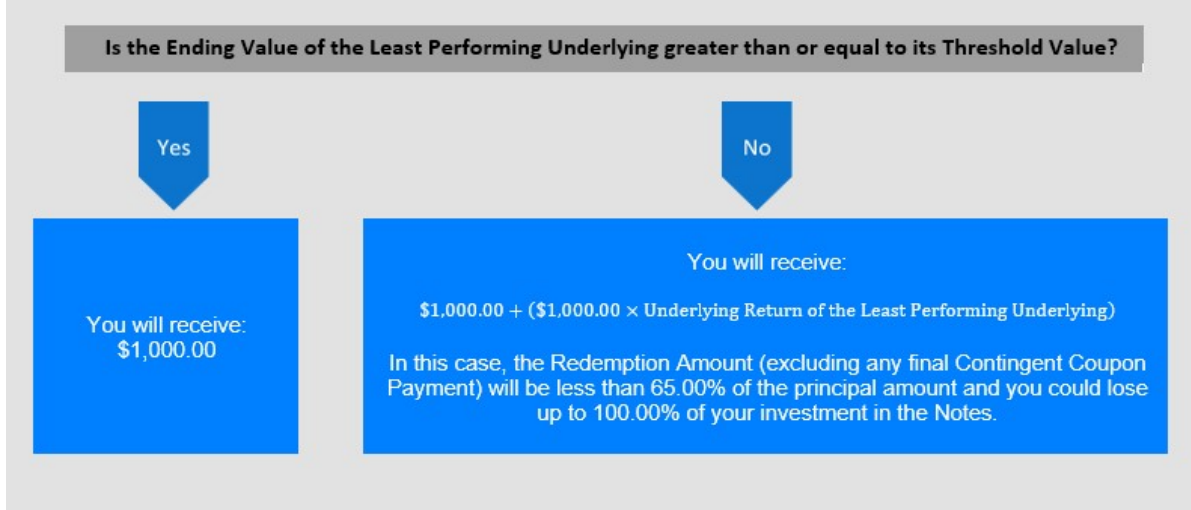 Is the Ending Value of the Least Performing Underlying greater than or equal to its Threshold Value?
Yes
No
You will receive:
$1,000.00
You will receive:
$1,000.00 + ($1,000.00 × Underlying Return of the Least Performing Underlying)
In this case, the Redemption Amount (excluding any final Contingent Coupon
Payment) will be less than 65.00% of the principal amount and you could lose
up to 100.00% of your investment in the Notes.